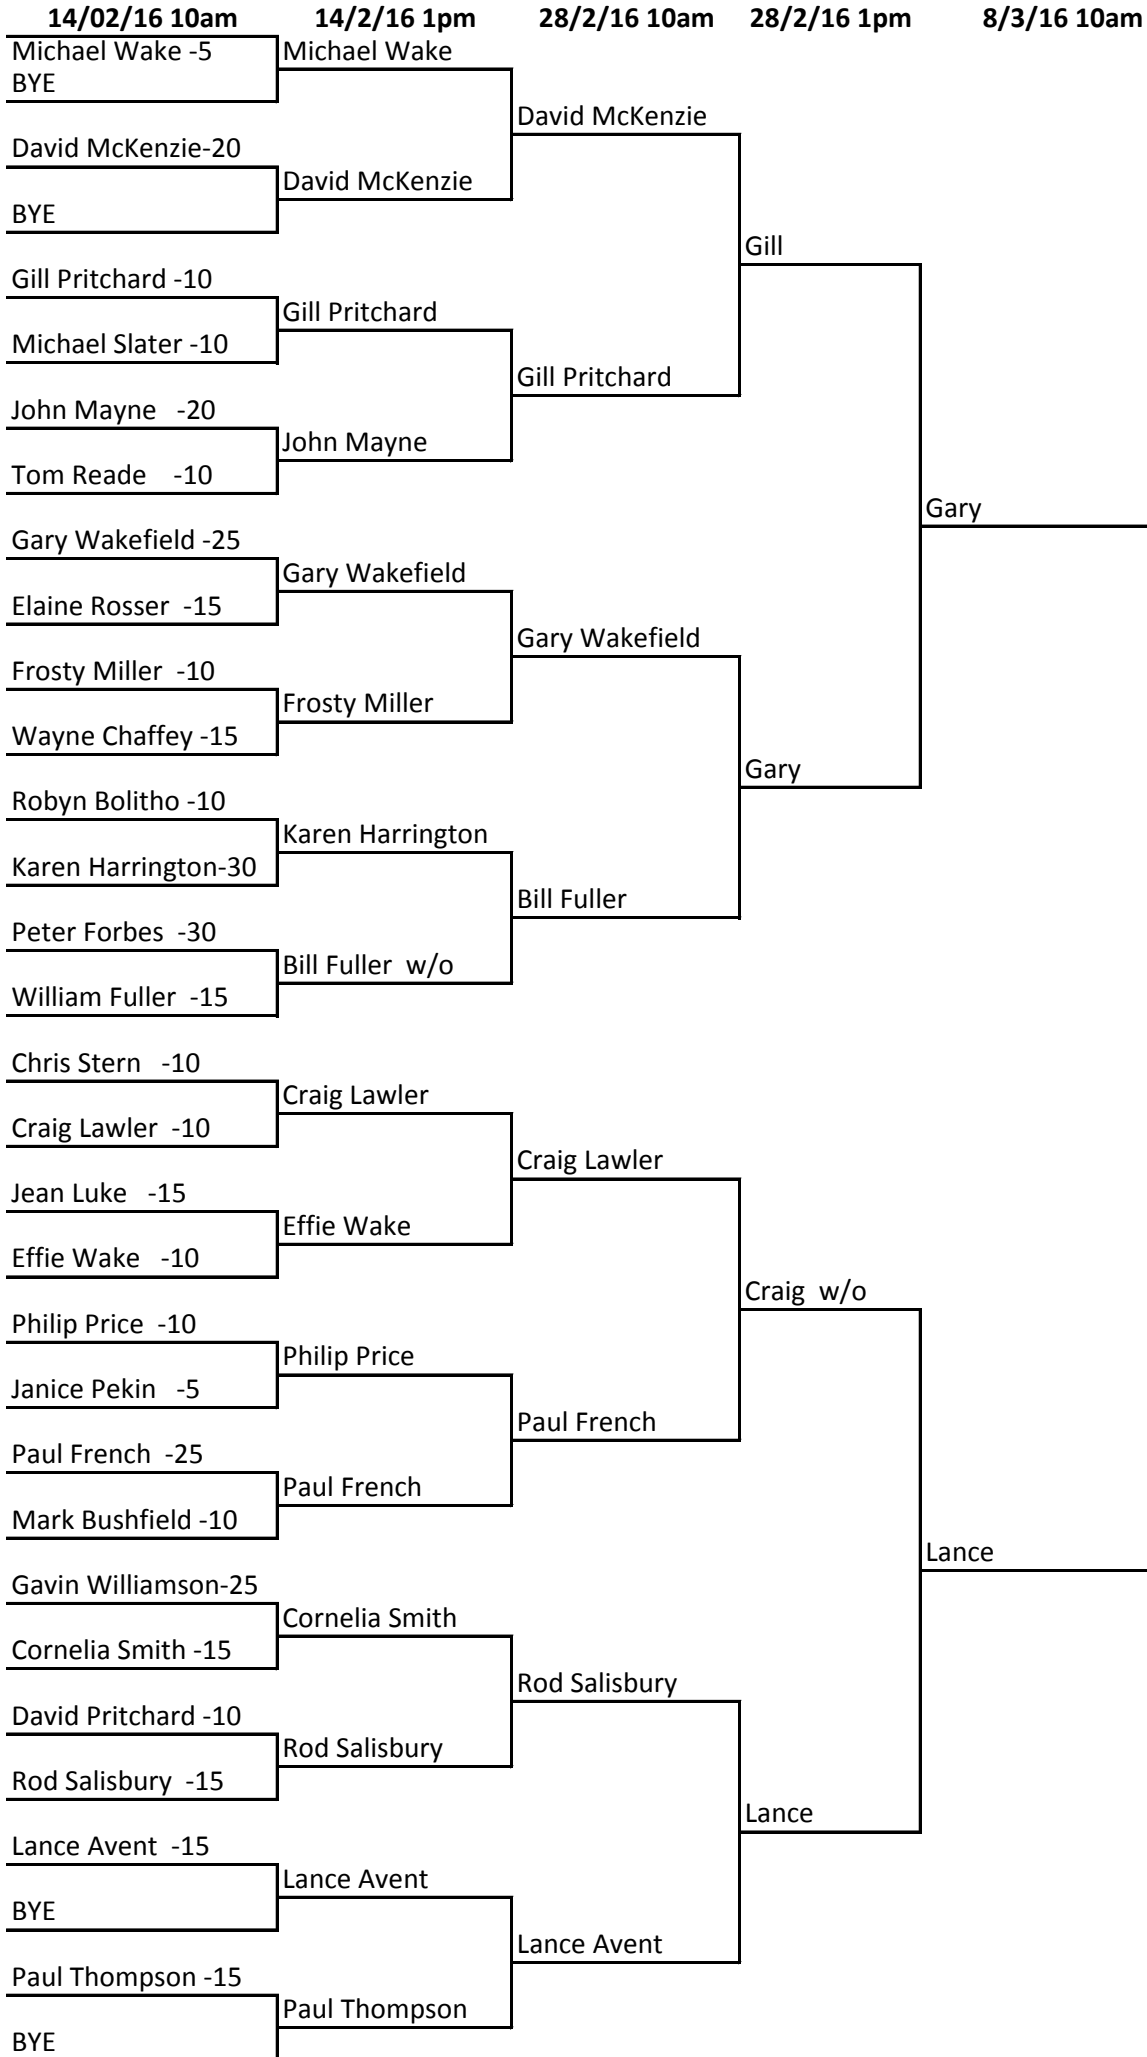 14/02/16 10am 14/2/16 1pm 28/2/16 10am 28/2/16 1pm 8/3/16 10am
Michael Wake -5 Michael Wake
BYE
David McKenzie
David McKenzie-20
David McKenzie
BYE
Gill
Gill Pritchard -10
Gill Pritchard
Michael Slater -10
Gill Pritchard
John Mayne -20
John Mayne
Tom Reade -10
Gary
Gary Wakefield -25
Gary Wakefield
Elaine Rosser -15
Gary Wakefield
Frosty Miller -10
Frosty Miller
Wayne Chaffey -15
Gary
Robyn Bolitho -10
Karen Harrington
Karen Harrington-30
Bill Fuller
Peter Forbes -30
Bill Fuller w/o
William Fuller -15
Chris Stern -10
Craig Lawler
Craig Lawler -10
Craig Lawler
Jean Luke -15
Effie Wake
Effie Wake -10
Craig w/o
Philip Price -10
Philip Price
Janice Pekin -5
Paul French
Paul French -25
Paul French
Mark Bushfield -10
Lance
Gavin Williamson-25
Cornelia Smith
Cornelia Smith -15
Rod Salisbury
David Pritchard -10
Rod Salisbury
Rod Salisbury -15
Lance
Lance Avent -15
Lance Avent
BYE
Lance Avent
Paul Thompson -15
Paul Thompson
BYE